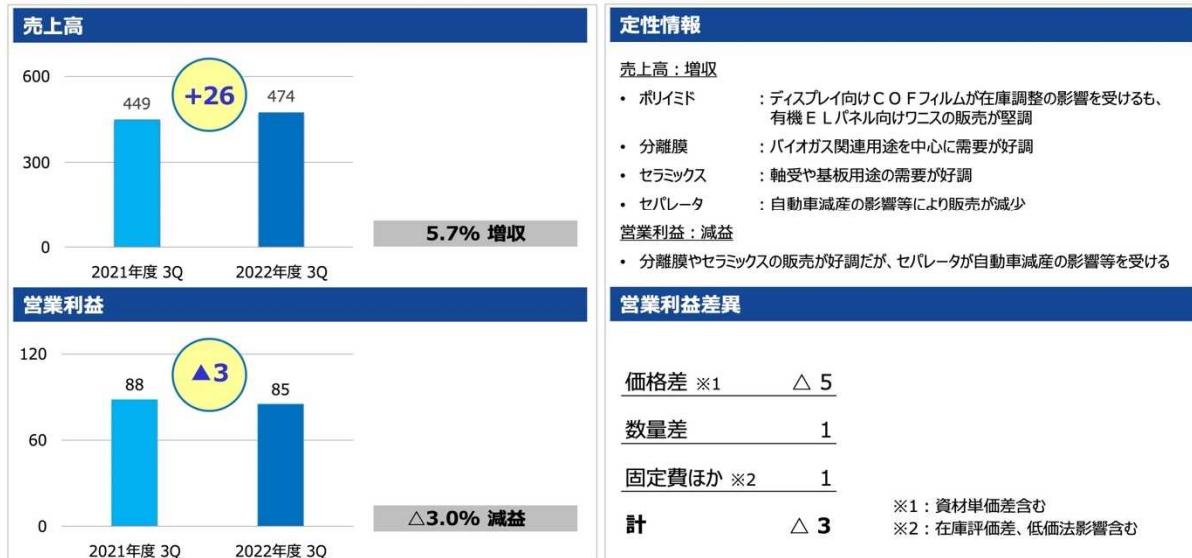 売上高
600
300
0
449
+26
474
2021年度 3Q
2022年度 3Q
5.7% 増収
営業利益
120
60
0
88
▲3
85
2021年度 3Q
2022年度 3Q
△3.0% 減益
定性情報
売上高：増収
• ポリイミド ：ディスプレイ向けＣＯＦフィルムが在庫調整の影響を受けるも、
有機ＥＬパネル向けワニスの販売が堅調
• 分離膜 ：バイオガス関連用途を中心に需要が好調
• セラミックス ：軸受や基板用途の需要が好調
• セパレータ ：自動車減産の影響等により販売が減少
営業利益：減益
• 分離膜やセラミックスの販売が好調だが、セパレータが自動車減産の影響等を受ける
営業利益差異
価格差 ※1 △ 5
数量差 1
固定費ほか ※2 1
計 △ 3
※1：資材単価差含む
※2：在庫評価差、低価法影響含む